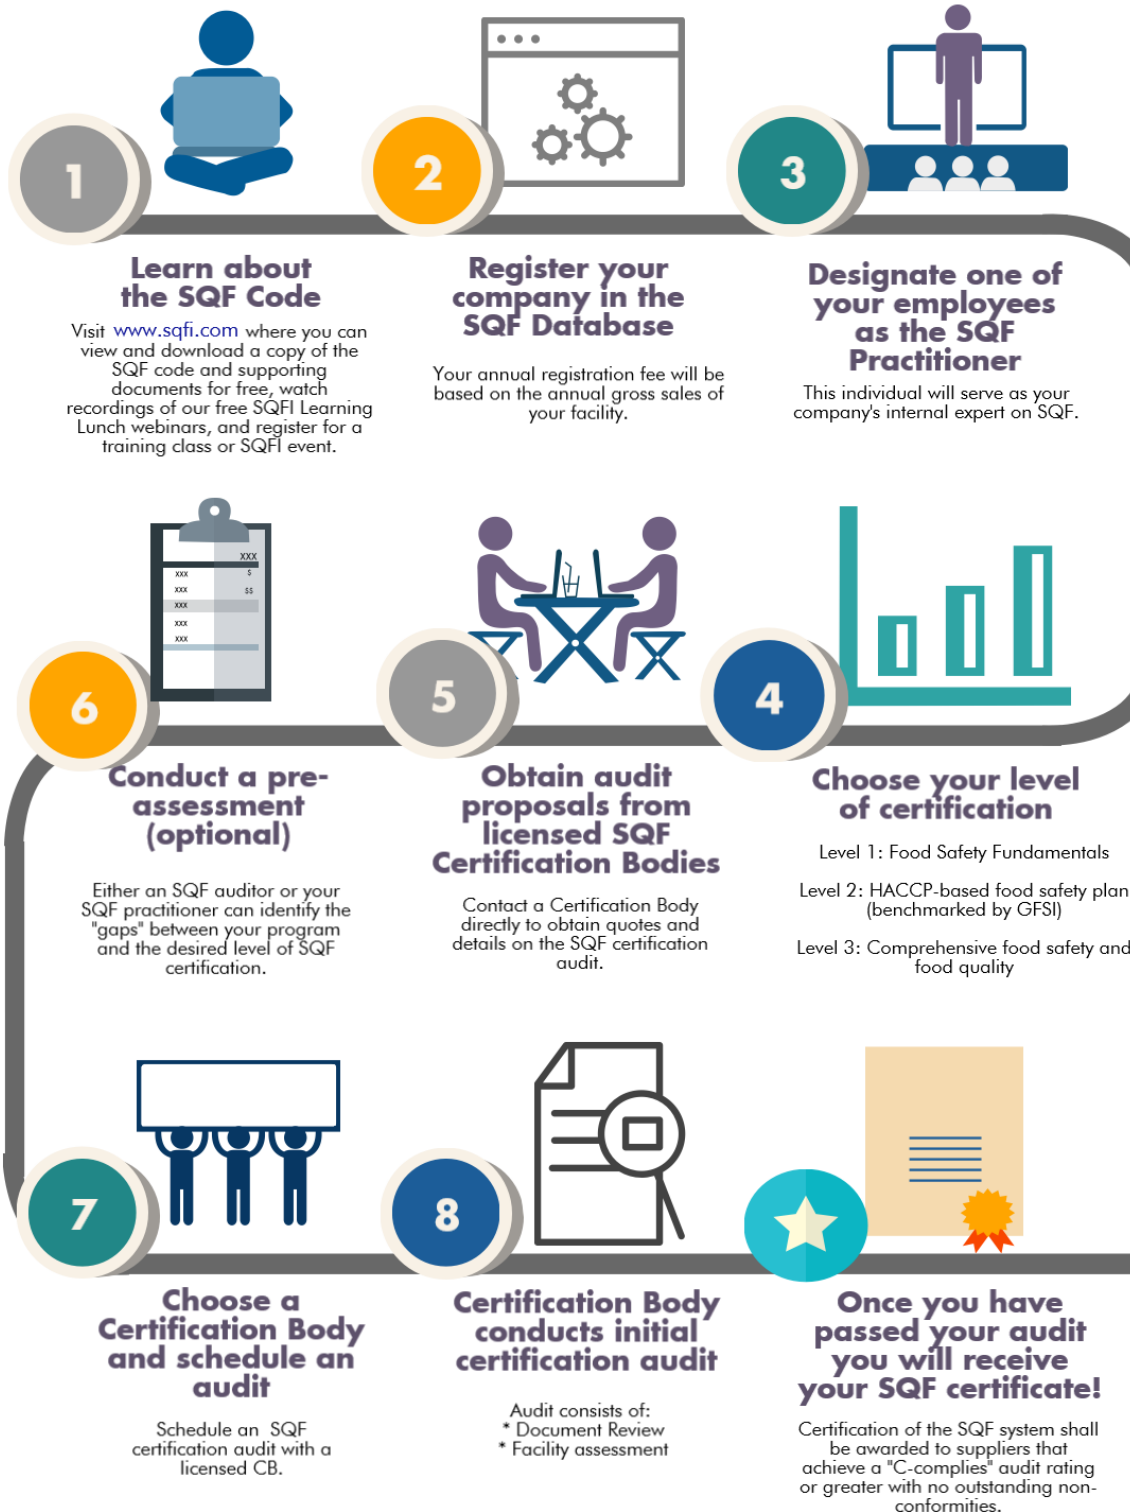 1
Learn about
the SQF Code
Visit www.sqfi.com where you can
view and download a copy of the
SQF code and supporting
documents for free, watch
recordings of our free SQFI Learning
Lunch webinars, and register for a
training class or SQFI event.
2
Register your
company in the
SQF Database
Your annual registration fee will be
based on the annual gross sales of
your facility.
3
Designate one of
your employees
as the SQF
Practitioner
This individual will serve as your
company's internal expert on SQF.
4
Choose your level
of certification
Level 1: Food Safety Fundamentals
Level 2: HACCP-based food safety plan
(benchmarked by GFSI)
Level 3: Comprehensive food safety and
food quality
5
Obtain audit
proposals from
licensed SQF
Certification Bodies
Contact a Certification Body
directly to obtain quotes and
details on the SQF certification
audit.
XXX
XXX $
XXX $$
XXX
XXX
XXX
6
Conduct a pre-
assessment
(optional)
Either an SQF auditor or your
SQF practitioner can identify the
"gaps" between your program
and the desired level of SQF
certification.
7
Choose a
Certification Body
and schedule an
audit
Schedule an SQF
certification audit with a
licensed CB.
8
Certification Body
conducts initial
certification audit
Audit consists of:
* Document Review
* Facility assessment
Once you have
passed your audit
you will receive
your SQF certificate!
Certification of the SQF system shall
be awarded to suppliers that
achieve a "C-complies" audit rating
or greater with no outstanding non-
conformities.